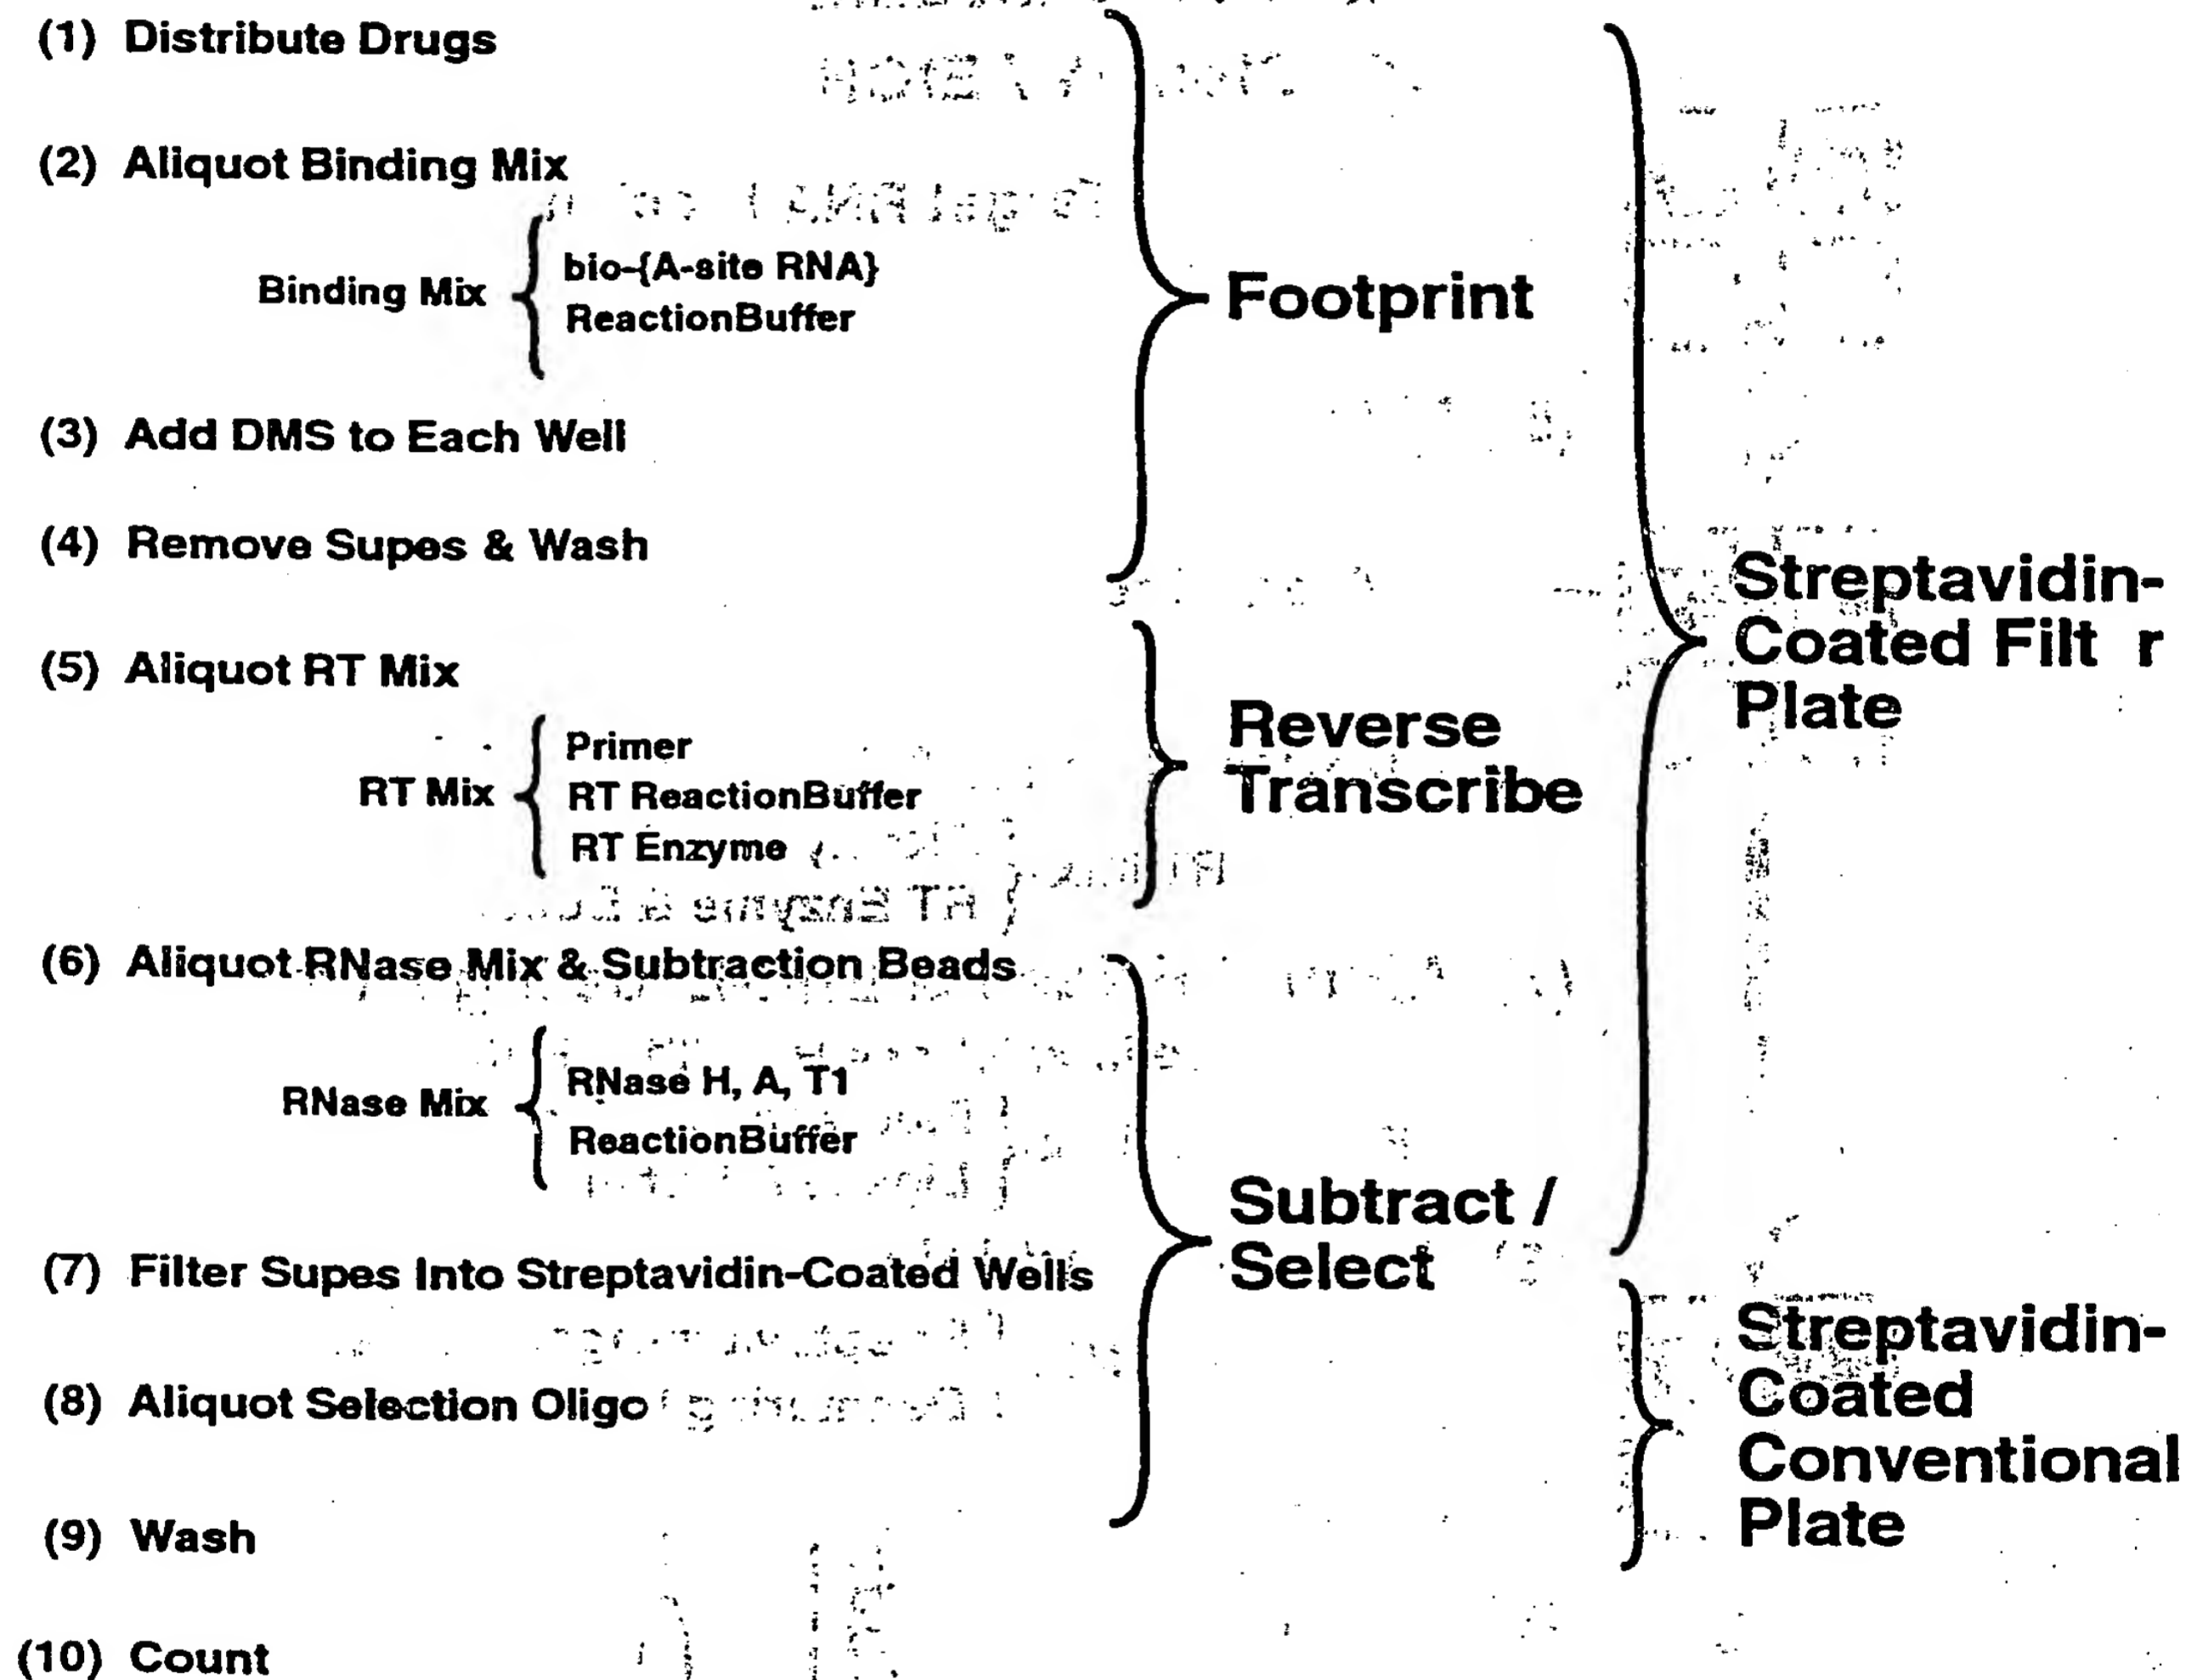 (1) Distribute Drugs
(2) Aliquot Binding Mix
Binding Mix
bio-{A-site RNA}
ReactionBuffer
(3) Add DMS to Each Well
(4) Remove Supes & Wash
Footprint
(5) Aliquot RT Mix
RT Mix
Primer
RT ReactionBuffer
RT Enzyme
Reverse
Transcribe
(6) Aliquot RNase Mix & Subtraction Beads
RNase Mix
RNase H, A, T1
ReactionBuffer
(7) Filter Supes Into Streptavidin-Coated Wells
(8) Aliquot Selection Oligo
(9) Wash
Subtract /
Select
(10) Count
Streptavidin-
Coated Filt r
Plate
Streptavidin-
Coated
Conventional
Plate